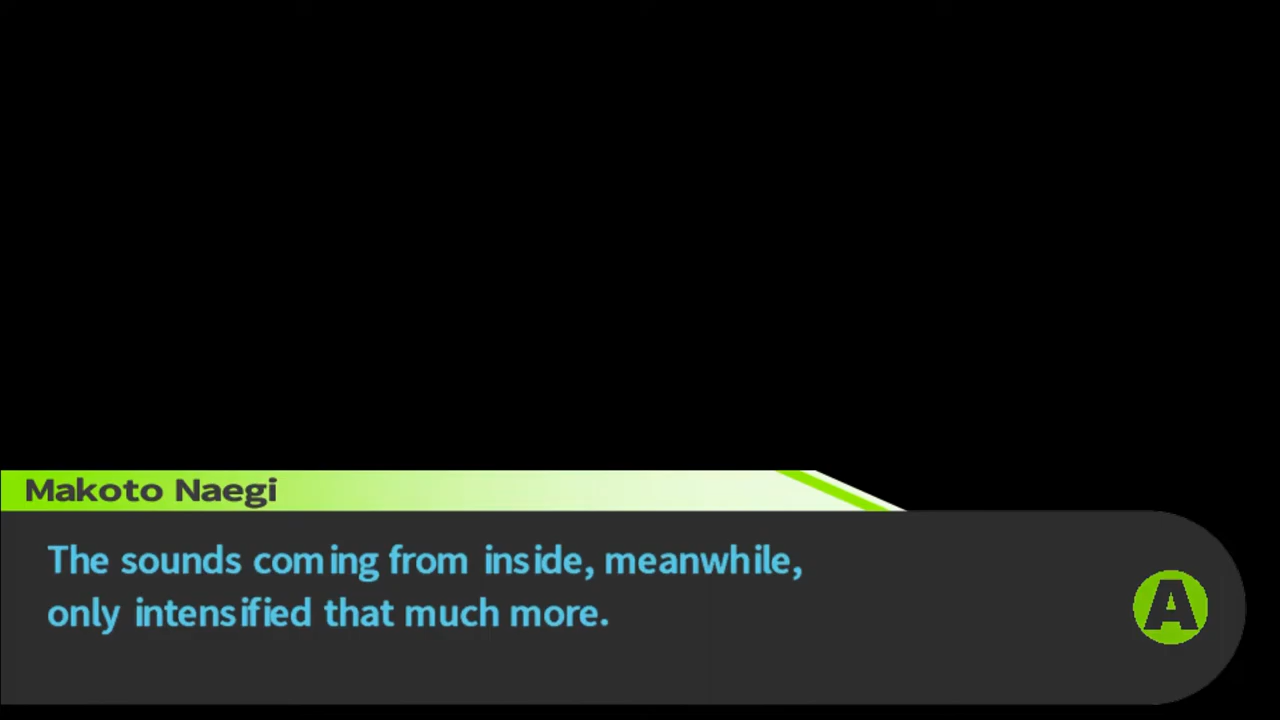 Makoto Naegi
The sounds coming from inside, meanwhile,
only intensified that much more.
A